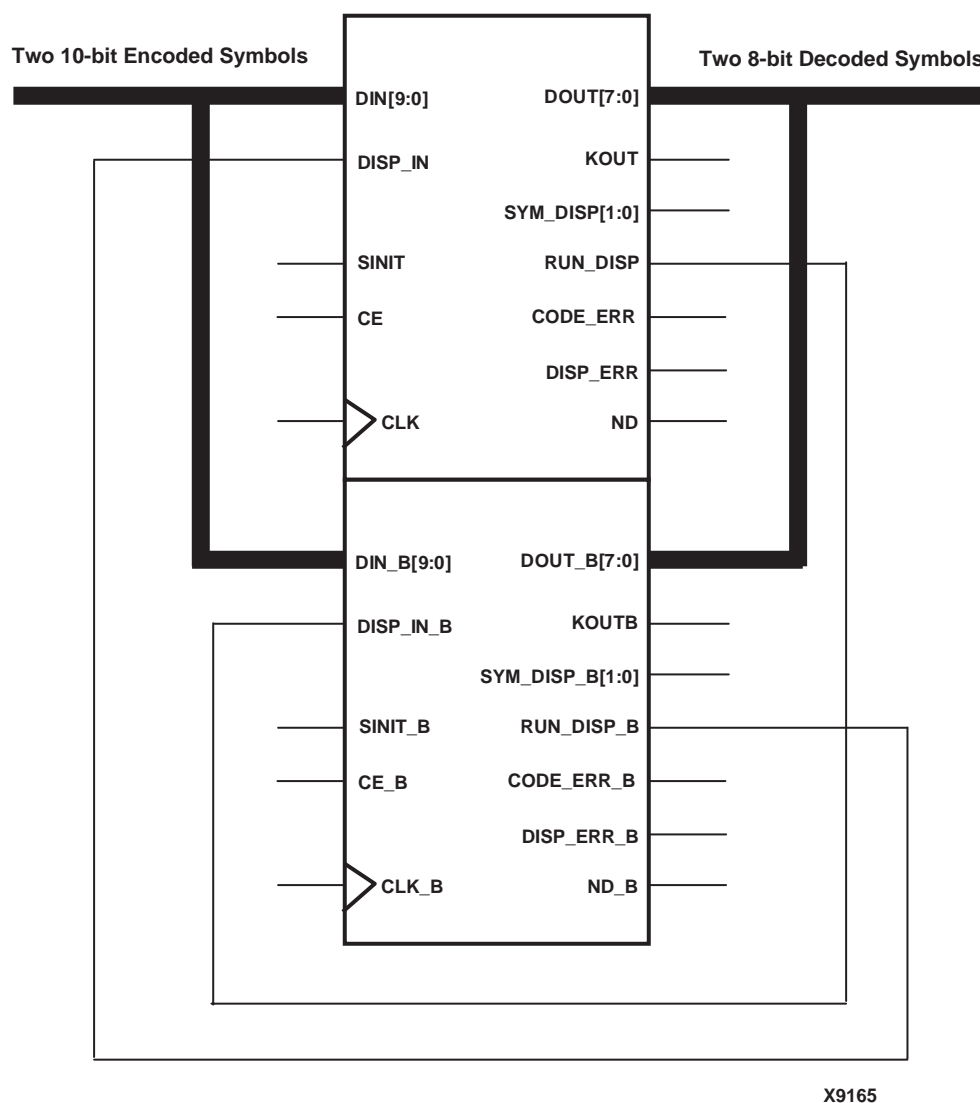 Two 10-bit Encoded Symbols
Two 8-bit Decoded Symbols
DIN[9:0]
DOUT[7:0]
DISP_IN
KOUT
SYM_DISP[1:0]
SINIT
RUN_DISP
CE
CODE_ERR
DISP_ERR
CLK
ND
DIN_B[9:0]
DOUT_B[7:0]
DISP_IN_B
KOUTB
SYM_DISP_B[1:0]
SINIT_B
RUN_DISP_B
CE_B
CODE_ERR_B
DISP_ERR_B
CLK_B
ND_B
X9165